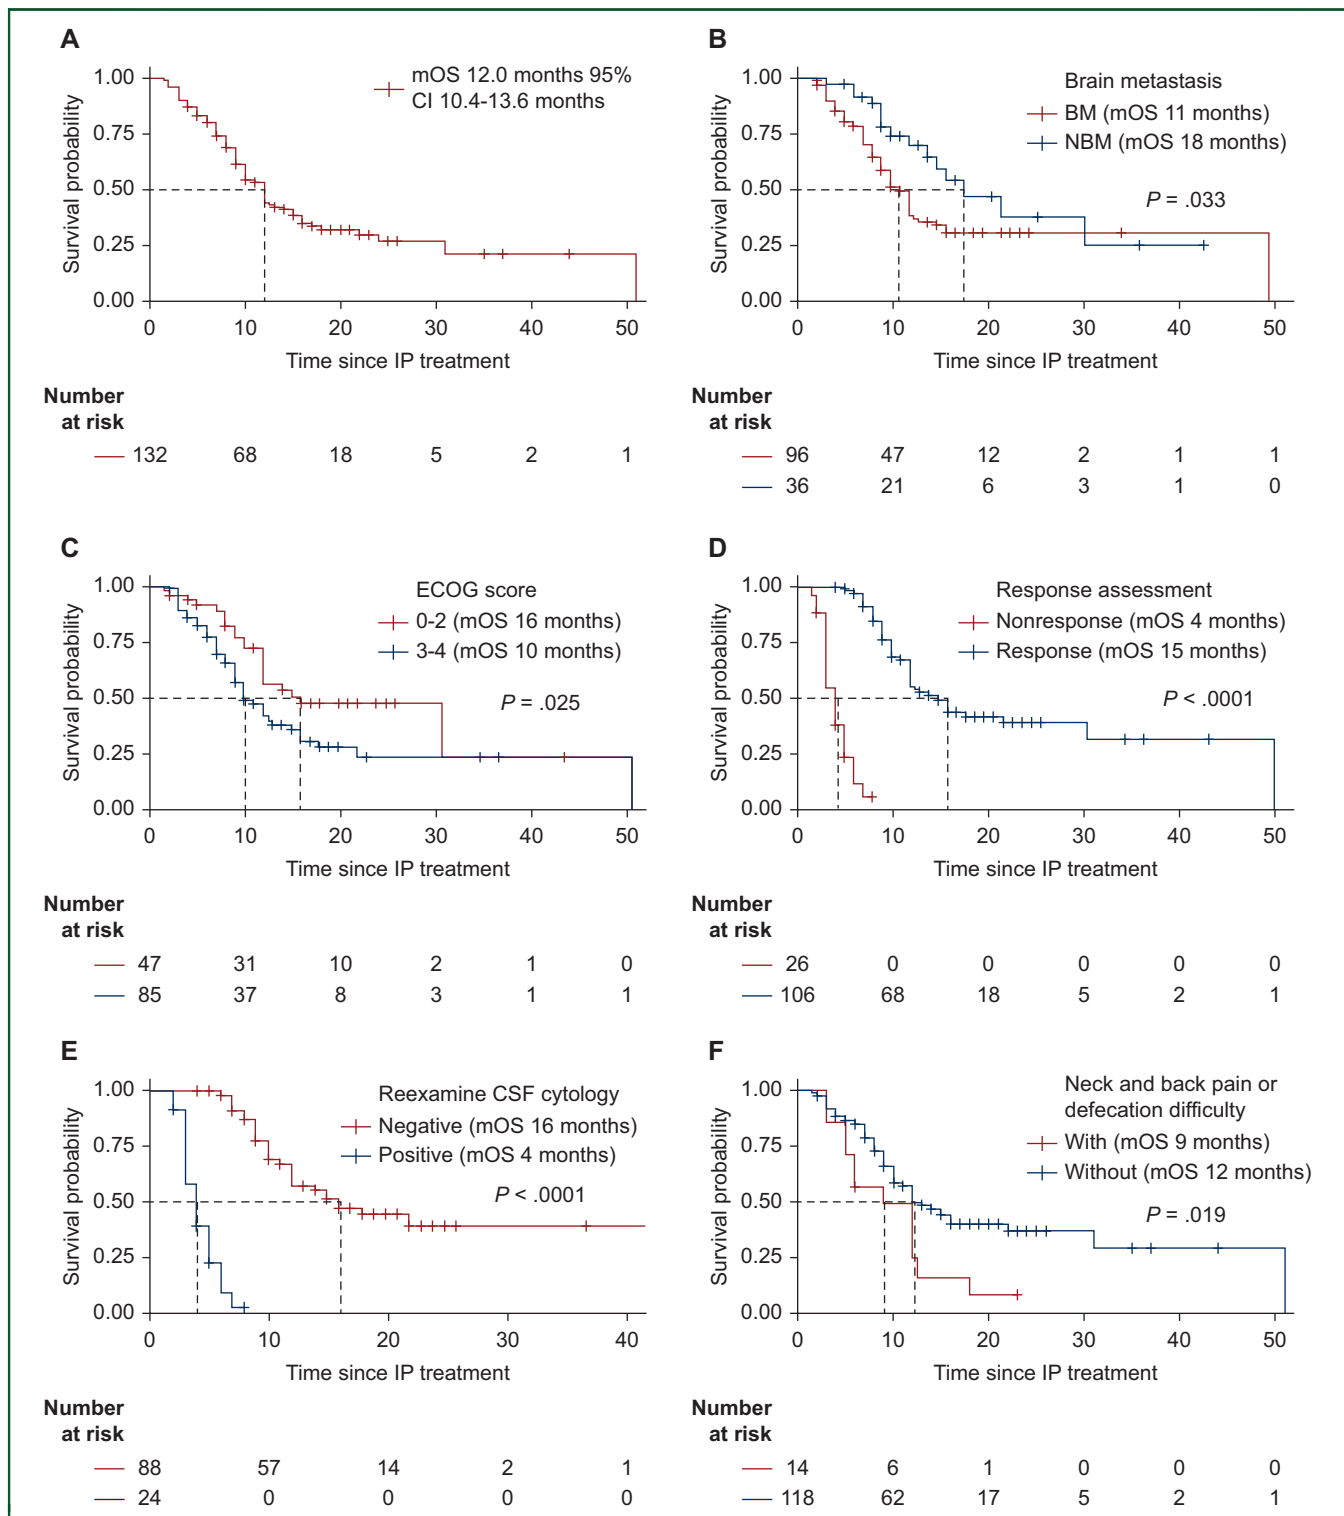 A
1.00
0.75
0.50
0.25
0.00
Survival probability
mOS 12.0 months 95%
CI 10.4-13.6 months
0 10 20 30 40 50
Time since IP treatment
Number
at risk
132 68 18 5 2 1
B
1.00
0.75
0.50
0.25
0.00
Survival probability
Brain metastasis
BM (mOS 11 months)
NBM (mOS 18 months)
P = .033
0 10 20 30 40 50
Time since IP treatment
Number
at risk
96 47 12 2 1 1
36 21 6 3 1 0
C
1.00
0.75
0.50
0.25
0.00
Survival probability
ECOG score
0-2 (mOS 16 months)
3-4 (mOS 10 months)
P = .025
0 10 20 30 40 50
Time since IP treatment
Number
at risk
47 31 10 2 1 0
85 37 8 3 1 1
D
1.00
0.75
0.50
0.25
0.00
Survival probability
Response assessment
Nonresponse (mOS 4 months)
Response (mOS 15 months)
P < .0001
0 10 20 30 40 50
Time since IP treatment
Number
at risk
26 0 0 0 0 0
106 68 18 5 2 1
E
1.00
0.75
0.50
0.25
0.00
Survival probability
Reexamine CSF cytology
Negative (mOS 16 months)
Positive (mOS 4 months)
P < .0001
0 10 20 30 40
Time since IP treatment
Number
at risk
88 57 14 2 1
24 0 0 0 0
F
1.00
0.75
0.50
0.25
0.00
Survival probability
Neck and back pain or
defecation difficulty
With (mOS 9 months)
Without (mOS 12 months)
P = .019
0 10 20 30 40 50
Time since IP treatment
Number
at risk
14 6 1 0 0 0
118 62 17 5 2 1